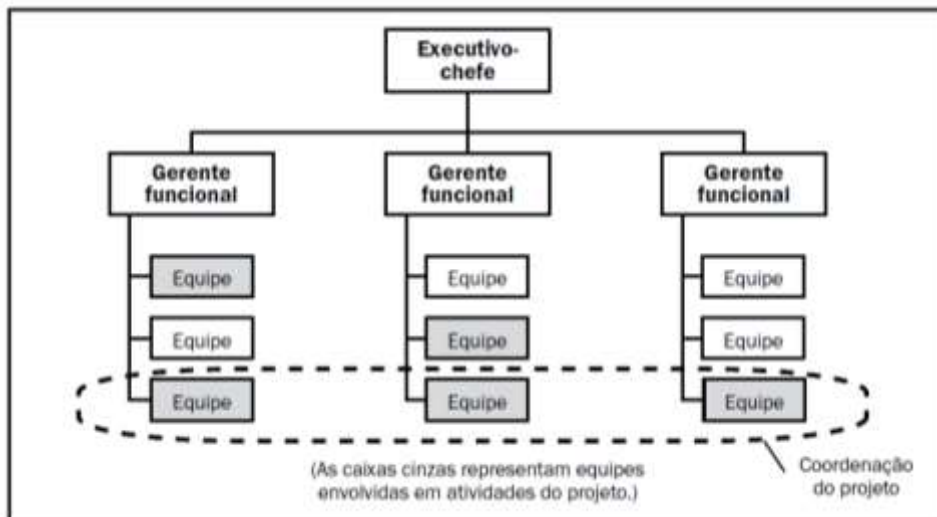 Executivo-
chefe
Gerente
funcional
Gerente
funcional
Gerente
funcional
Equipe
Equipe
Equipe
Equipe
Equipe
Equipe
Equipe
Equipe
Equipe
(As caixas cinzas representam equipes
envolvidas em atividades do projeto.)
Coordenação
do projeto